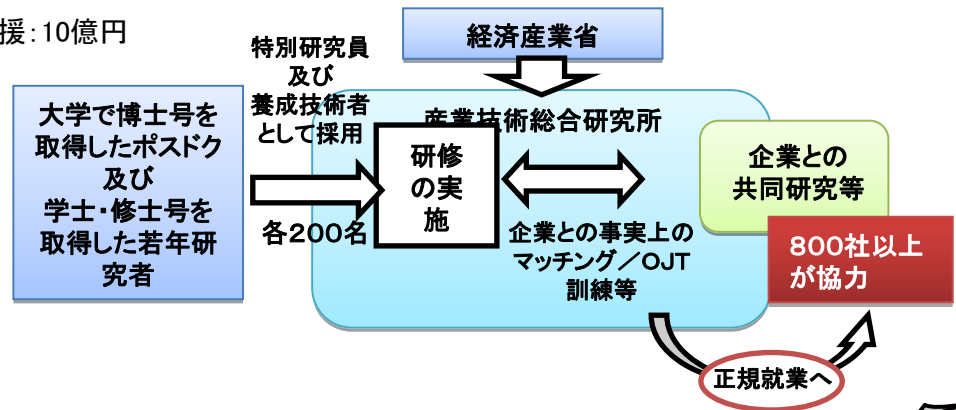 援：10億円
経済産業省
特別研究員
及び
養成技術者
として採用
大学で博士号を
取得したポスドク
及び
学士・修士号を
取得した若年研
究者
各２００名
産業技術総合研究所
研修
の実
施
企業との事実上の
マッチング／OJT
訓練等
企業との
共同研究等
８００社以上
が協力
正規就業へ